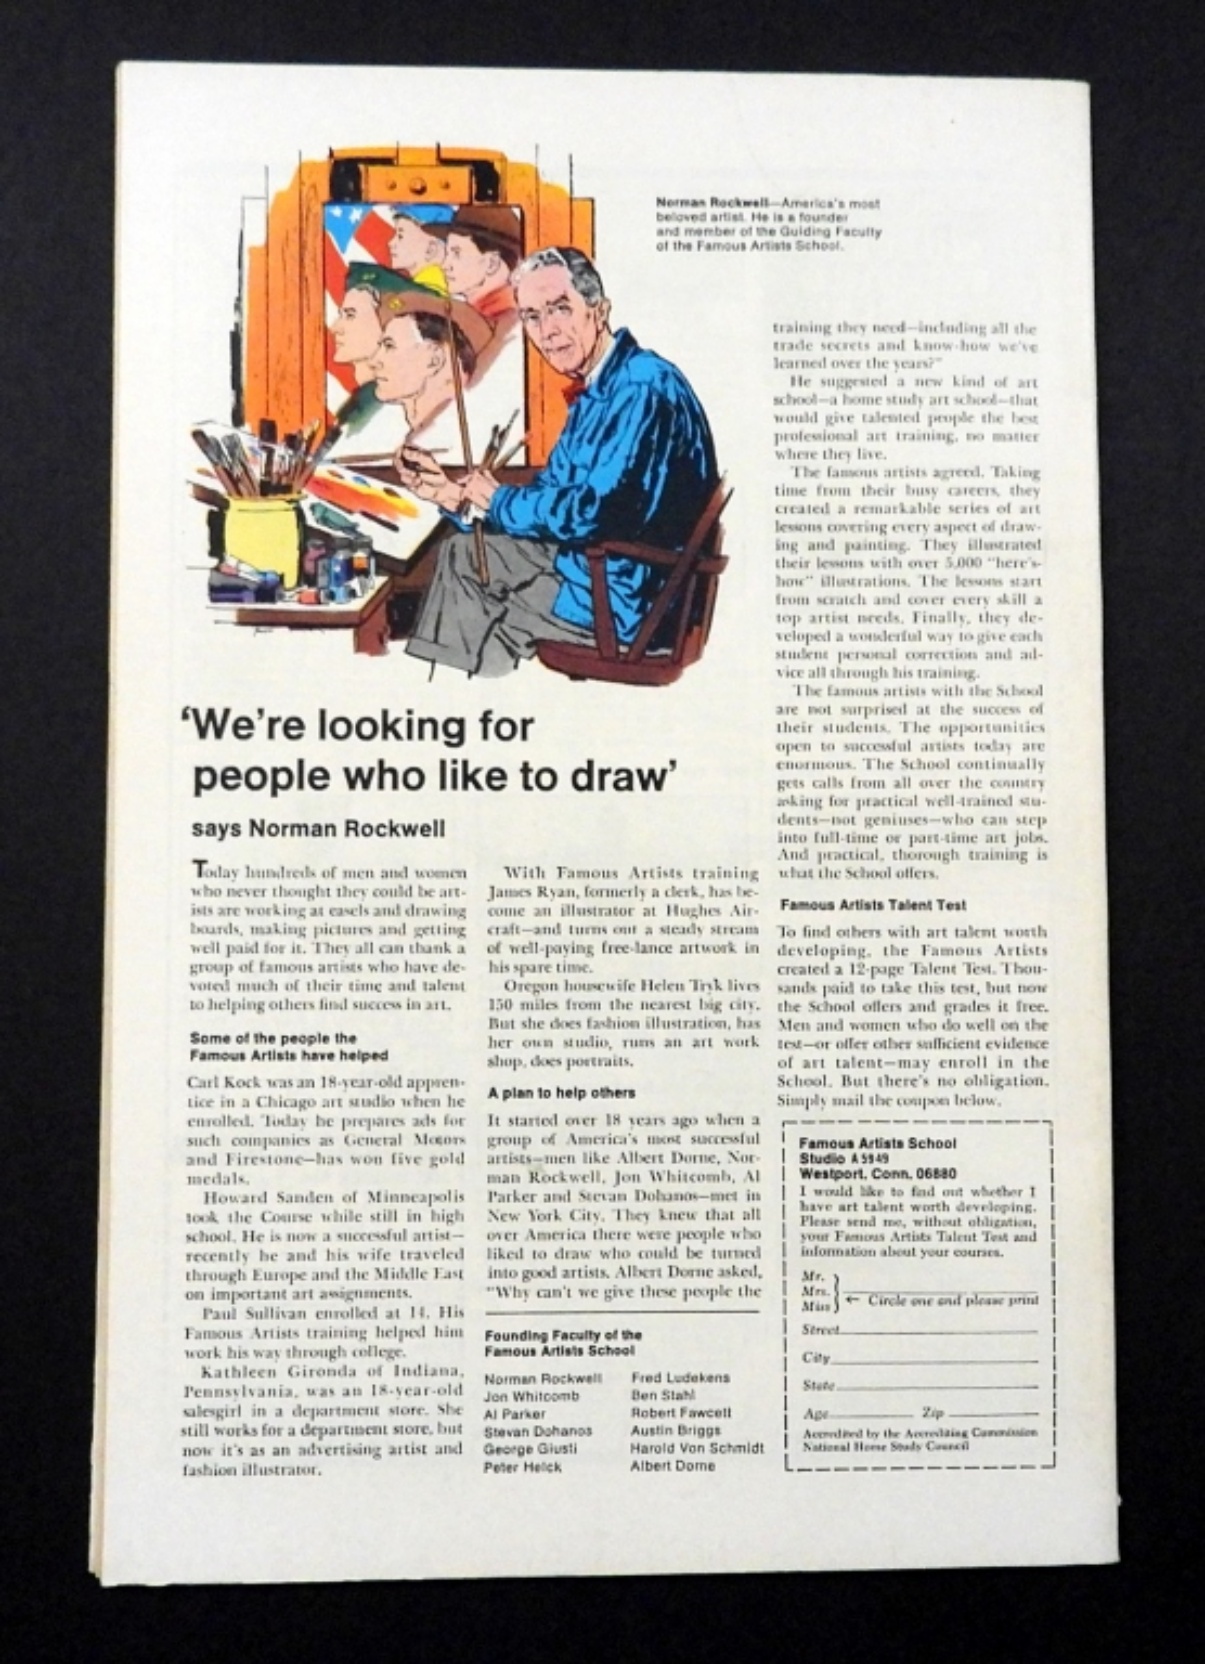 Norman Rockwell—America's most
beloved artist. He is a founder
and member of the Guiding Faculty
of the Famous Artists School.
'We're looking for
people who like to draw'
says Norman Rockwell
Today hundreds of men and women
who never thought they could be art-
ists are working at easels and drawing
boards, making pictures and getting
well paid for it. They all can thank a
group of famous artists who have de-
voted much of their time and talent
to helping others find success in art.
Some of the people the
Famous Artists have helped
Carl Kock was an 18-year-old appren-
tice in a Chicago art studio when he
enrolled. Today he prepares ads for
such companies as General Motors
and Firestone—has won five gold
medals.
Howard Sanden of Minneapolis
took the Course while still in high
school. He is now a successful artist—
recently he and his wife traveled
through Europe and the Middle East
on important art assignments.
Paul Sullivan enrolled at 14. His
Famous Artists training helped him
work his way through college.
Kathleen Gironda of Indiana,
Pennsylvania, was an 18-year-old
salesgirl in a department store. She
still works for a department store, but
now it's as an advertising artist and
fashion illustrator.
With Famous Artists training
James Ryan, formerly a clerk, has be-
come an illustrator at Hughes Air-
craft—and turns out a steady stream
of well-paying free-lance artwork in
his spare time.
Oregon housewife Helen Tryk lives
150 miles from the nearest big city.
But she does fashion illustration, has
her own studio, runs an art work
shop, does portraits.
A plan to help others
It started over 18 years ago when a
group of America's most successful
artists—men like Albert Dorne, Nor-
man Rockwell, Jon Whitcomb, Al
Parker and Stevan Dohanos—met in
New York City. They knew that all
over America there were people who
liked to draw who could be turned
into good artists. Albert Dorne asked,
"Why can't we give these people the
Founding Faculty of the
Famous Artists School
Norman Rockwell
Jon Whitcomb
Al Parker
Stevan Dohanos
George Giusti
Peter Helck
Fred Ludekens
Ben Stahl
Robert Fawcett
Austin Briggs
Harold Von Schmidt
Albert Dorne
training they need—including all the
trade secrets and know-how we've
learned over the years?"
He suggested a new kind of art
school—a home study art school—that
would give talented people the best
professional art training, no matter
where they live.
The famous artists agreed. Taking
time from their busy careers, they
created a remarkable series of art
lessons covering every aspect of draw-
ing and painting. They illustrated
their lessons with over 5,000 "here's-
how" illustrations. The lessons start
from scratch and cover every skill a
top artist needs. Finally, they de-
veloped a wonderful way to give each
student personal correction and ad-
vice all through his training.
The famous artists with the School
are not surprised at the success of
their students. The opportunities
open to successful artists today are
enormous. The School continually
gets calls from all over the country
asking for practical well-trained stu-
dents—not geniuses—who can step
into full-time or part-time art jobs.
And practical, thorough training is
what the School offers.
Famous Artists Talent Test
To find others with art talent worth
developing, the Famous Artists
created a 12-page Talent Test. Thou-
sands paid to take this test, but now
the School offers and grades it free.
Men and women who do well on the
test—or offer other sufficient evidence
of art talent—may enroll in the
School. But there's no obligation.
Simply mail the coupon below.
Famous Artists School
Studio A 5949
Westport, Conn. 06880
I would like to find out whether I
have art talent worth developing.
Please send me, without obligation,
your Famous Artists Talent Test and
information about your courses.
Mr.
Mrs.
Miss
← Circle one and please print
Street
City
State
Age Zip
Accredited by the Accrediting Commission
National Home Study Council